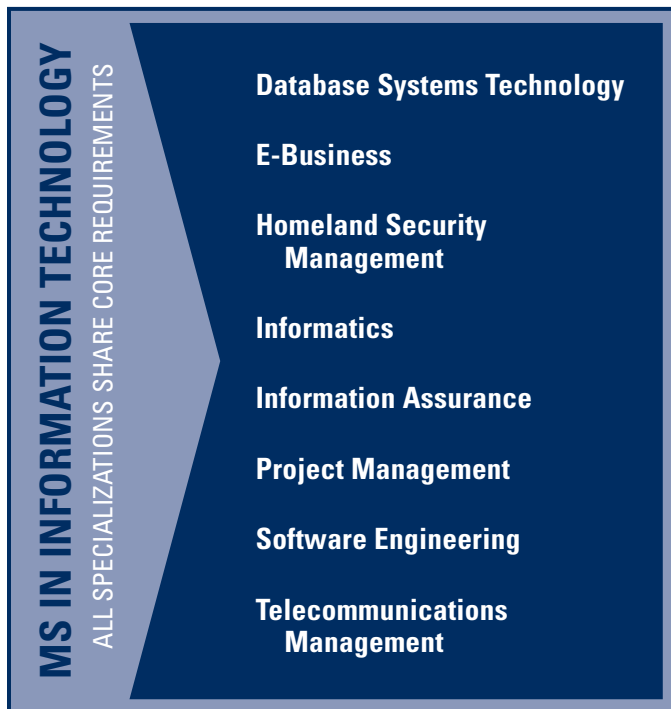 MS IN INFORMATION TECHNOLOGY
ALL SPECIALIZATIONS SHARE CORE REQUIREMENTS
Database Systems Technology
E-Business
Homeland Security
Management
Informatics
Information Assurance
Project Management
Software Engineering
Telecommunications
Management